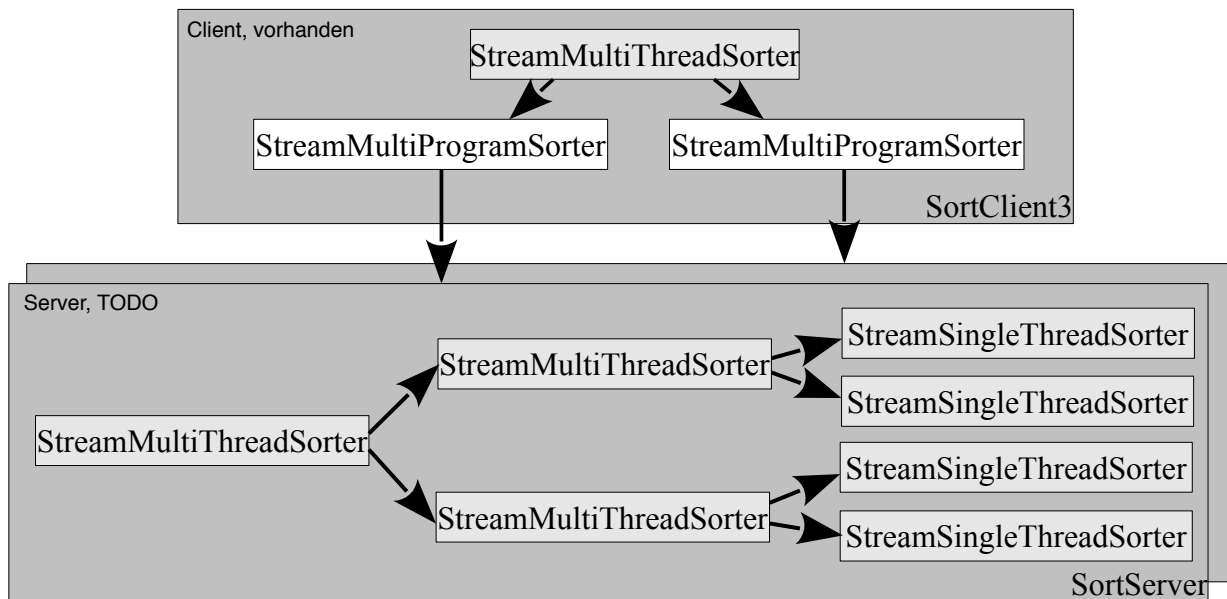 Client, vorhanden
StreamMultiThreadSorter
StreamMultiProgramSorter
StreamMultiProgramSorter
SortClient3
Server, TODO
StreamSingleThreadSorter
StreamMultiThreadSorter
StreamSingleThreadSorter
StreamMultiThreadSorter
StreamSingleThreadSorter
StreamMultiThreadSorter
StreamSingleThreadSorter
SortServer